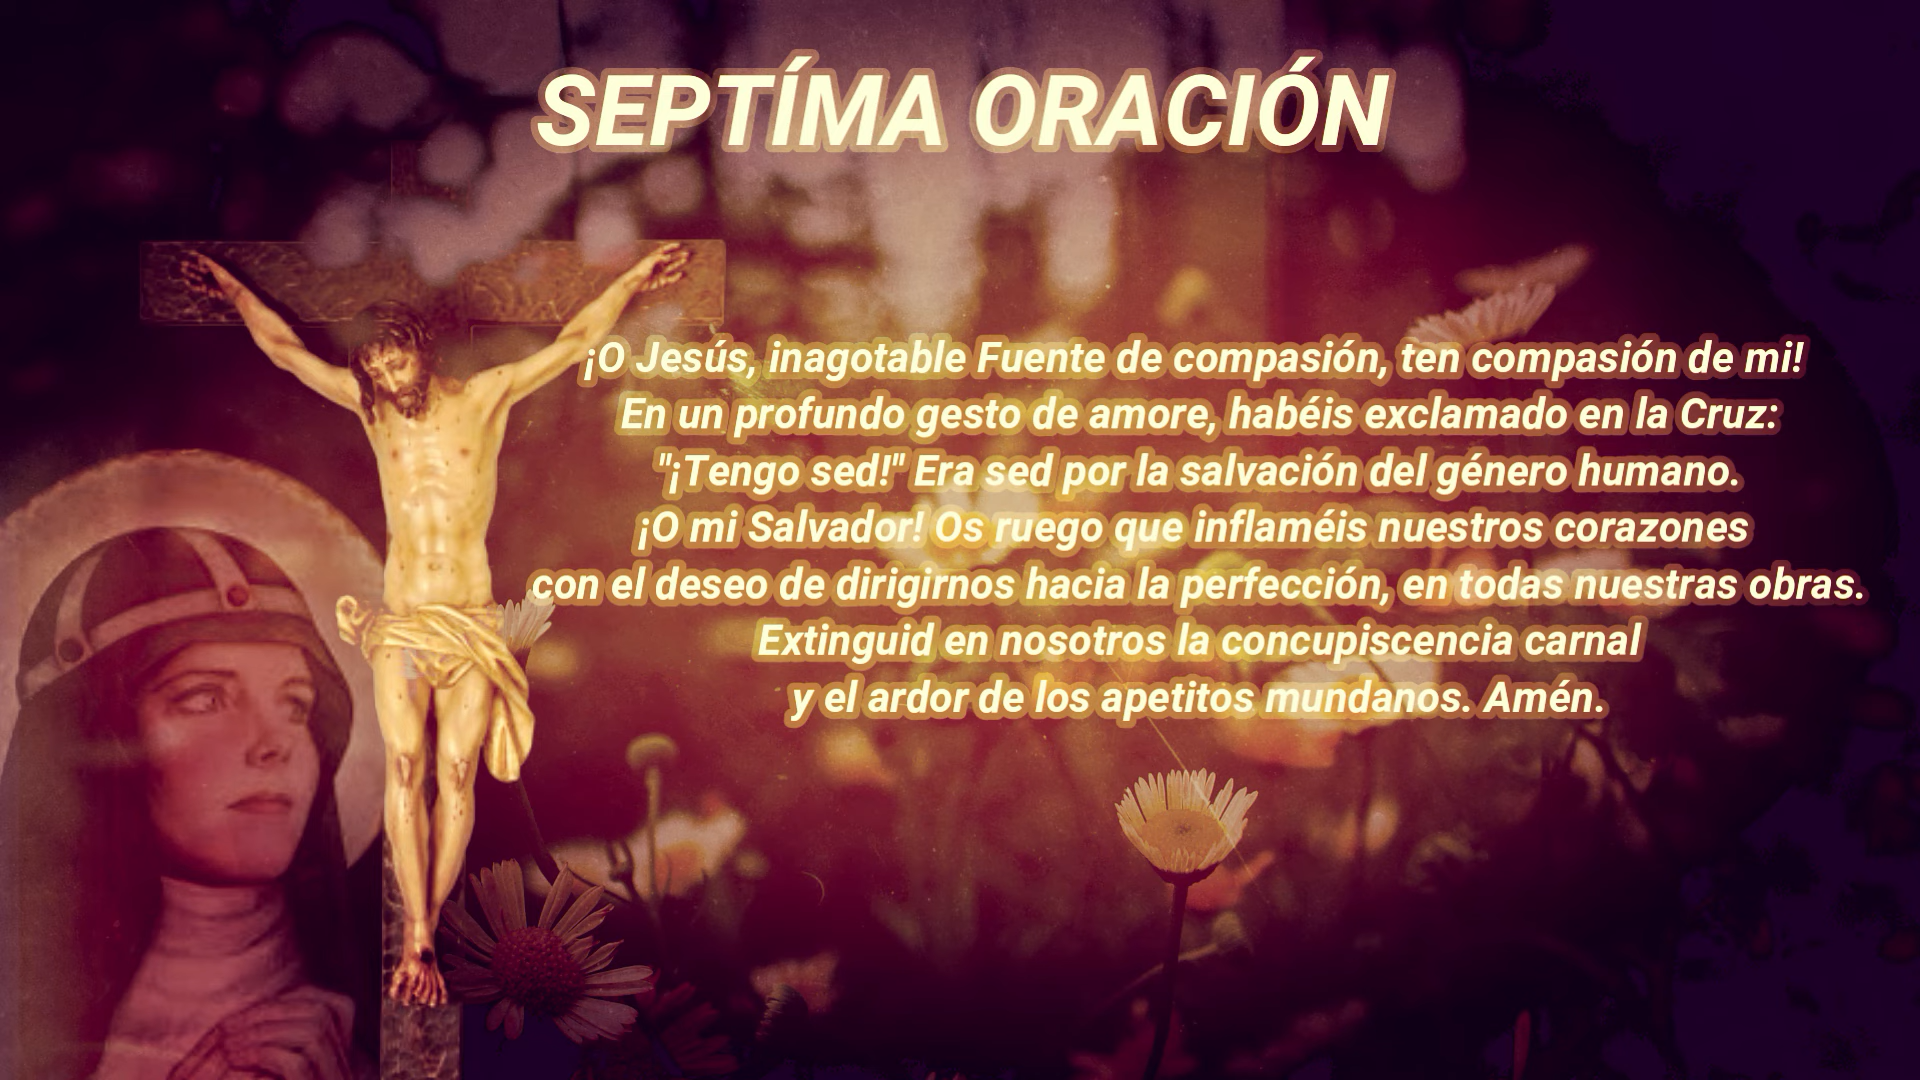 SEPTÍMA ORACIÓN
¡O Jesús, inagotable Fuente de compasión, ten compasión de mi!
En un profundo gesto de amore, habéis exclamado en la Cruz:
"¡Tengo sed!" Era sed por la salvación del género humano.
¡O mi Salvador! Os ruego que inflaméis nuestros corazones
con el deseo de dirigirnos hacia la perfección, en todas nuestras obras.
Extinguid en nosotros la concupiscencia carnal
y el ardor de los apetitos mundanos. Amén.